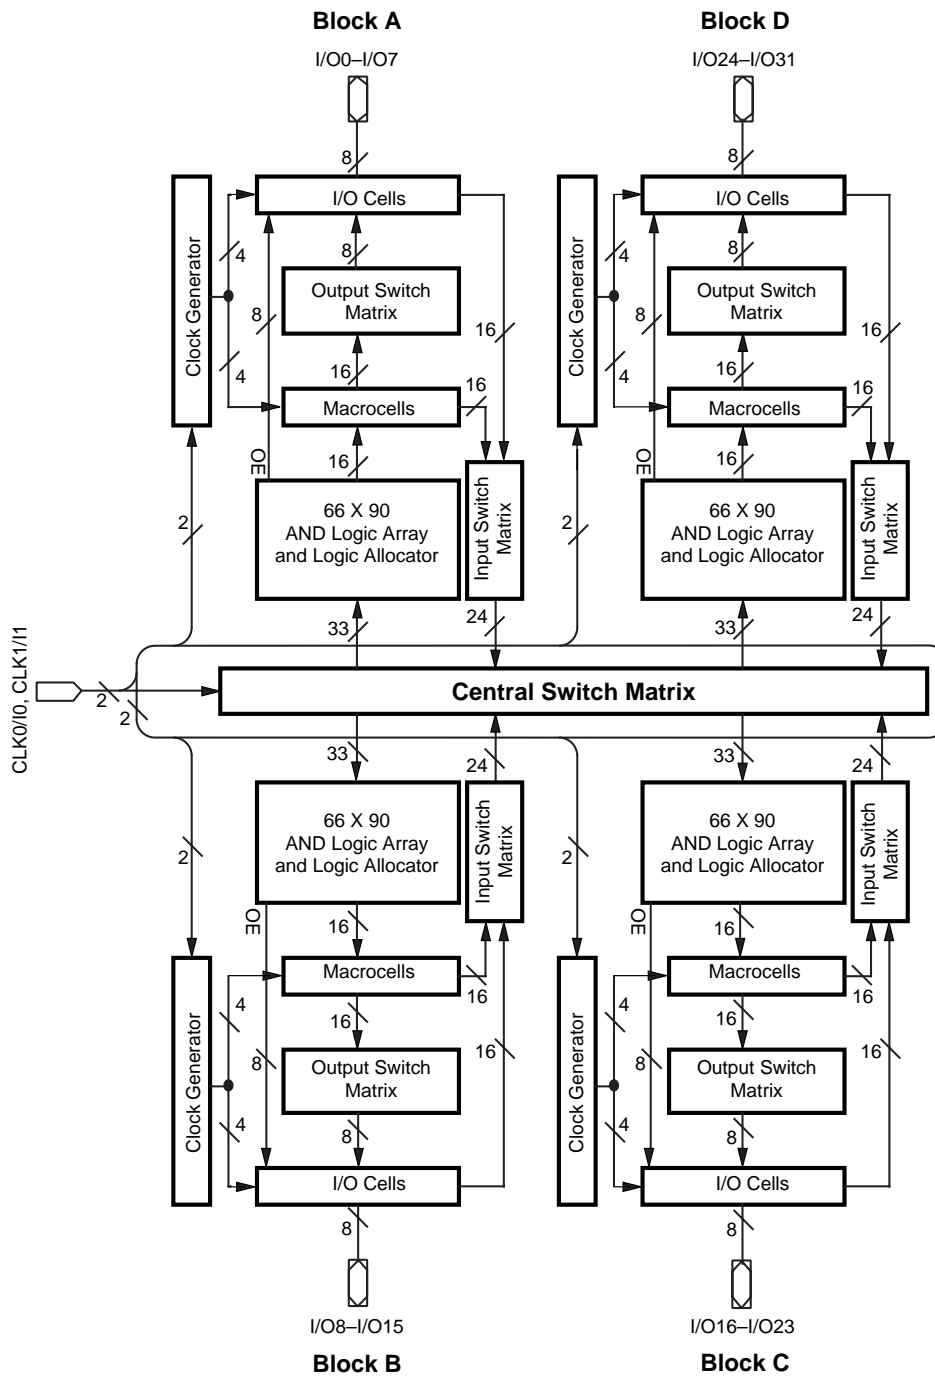 Block A
Block D
I/O0–I/O7
I/O24–I/O31
8
8
Clock Generator
I/O Cells
Clock Generator
I/O Cells
4
8
4
8
Output Switch
Matrix
Output Switch
Matrix
8
16
8
16
4
16
16
4
16
16
Macrocells
Macrocells
OE
16
OE
16
66 X 90
AND Logic Array
and Logic Allocator
Input Switch
Matrix
66 X 90
AND Logic Array
and Logic Allocator
Input Switch
Matrix
2
2
33
24
33
24
CLK0/I0, CLK1/I1
2
2
Central Switch Matrix
33
24
33
24
66 X 90
AND Logic Array
and Logic Allocator
Input Switch
Matrix
66 X 90
AND Logic Array
and Logic Allocator
Input Switch
Matrix
2
2
OE
16
OE
16
Clock Generator
Macrocells
Clock Generator
Macrocells
4
16
16
4
16
16
8
16
8
16
Output Switch
Matrix
Output Switch
Matrix
4
8
4
8
I/O Cells
I/O Cells
8
8
I/O8–I/O15
I/O16–I/O23
Block B
Block C